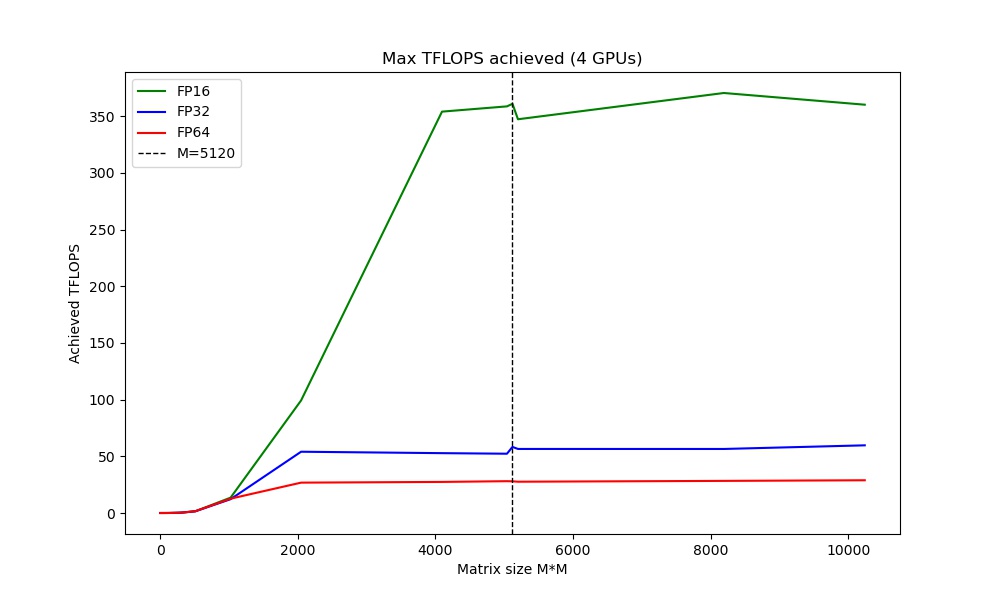 Max TFLOPS achieved (4 GPUs)
FP16
FP32
FP64
M=5120
Achieved TFLOPS
350
300
250
200
150
100
50
0
0 2000 4000 6000 8000 10000
Matrix size M*M